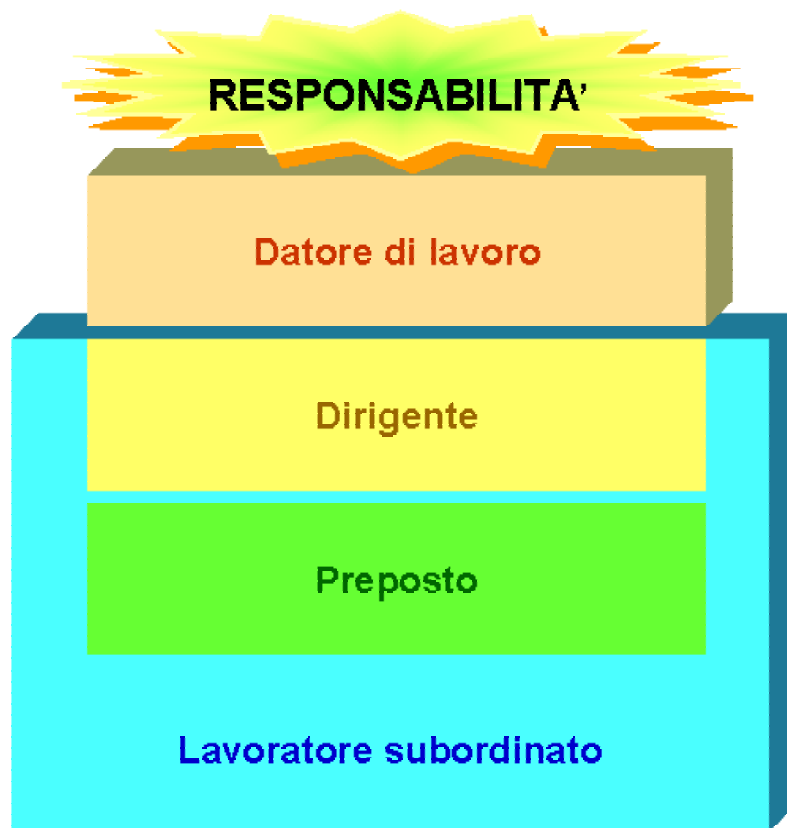 RESPONSABILITA’
Datore di lavoro
Dirigente
Preposto
Lavoratore subordinato